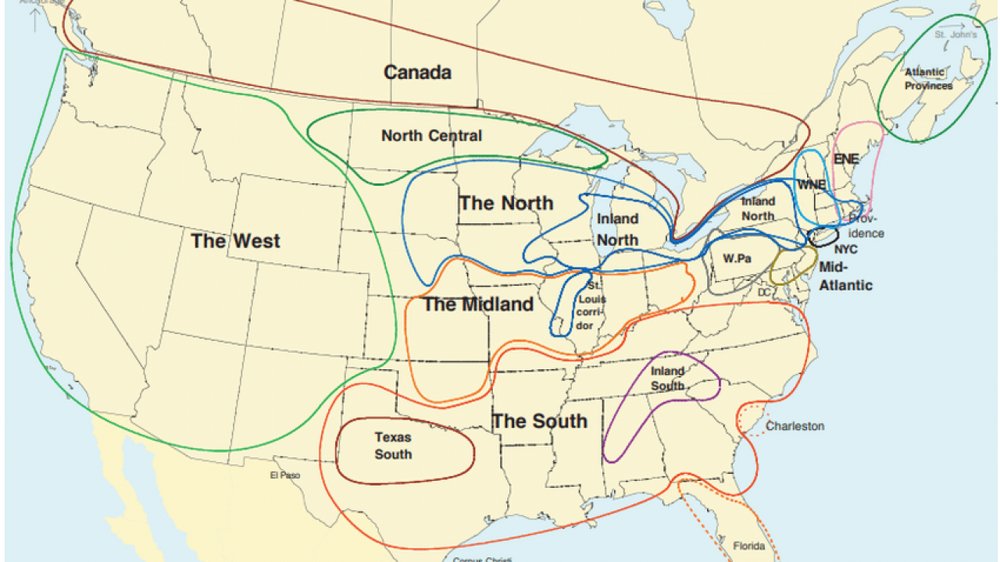 Anchorage
St. John's
Canada
Atlantic
Provinces
North Central
ENE
WNE
The North
Inland
North
Inland
North
Prov-
idence
The West
NYC
W.Pa
Mid-
Atlantic
DC
St.
Louis
corri-
dor
The Midland
Inland
South
The South
Charleston
Texas
South
El Paso
Florida
Corpus Christi